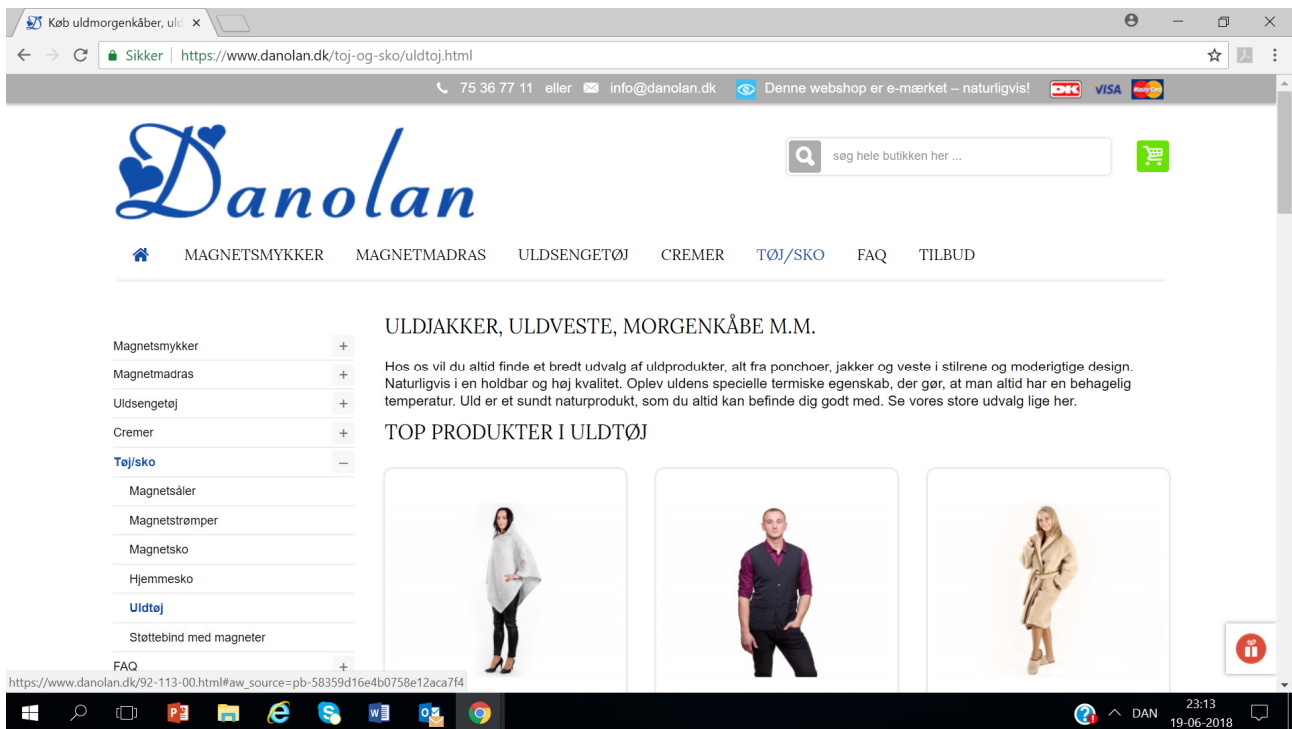 Køb uldmorgenkåber, uld
Sikker https://www.danolan.dk/toj-og-sko/uldtoj.html
75 36 77 11 eller info@danolan.dk Denne webshop er e-mærket – naturligvis! DK VISA MasterCard
Danolan
søg hele butikken her ...
MAGNETSMYKKER MAGNETMADRAS ULDSENGETØJ CREMER TØJ/SKO FAQ TILBUD
ULDJAKKER, ULDVESTE, MORGENKÅBE M.M.
Hos os vil du altid finde et bredt udvalg af uldprodukter, alt fra ponchoer, jakker og veste i stilrene og moderigtige design.
Naturligvis i en holdbar og høj kvalitet. Oplev uldens specielle termiske egenskab, der gør, at man altid har en behagelig
temperatur. Uld er et sundt naturprodukt, som du altid kan befinde dig godt med. Se vores store udvalg lige her.
TOP PRODUKTER I ULDTØJ
Magnetsmykker +
Magnetmadras +
Uldsengetøj +
Cremer +
Tøj/sko –
Magnetsåler
Magnetstrømper
Magnetsko
Hjemmesko
Uldtøj
Støttebind med magneter
FAQ +
https://www.danolan.dk/92-113-00.html#aw_source=pb-58359d16e4b0758e12aca7f4
DAN
23:13
19-06-2018